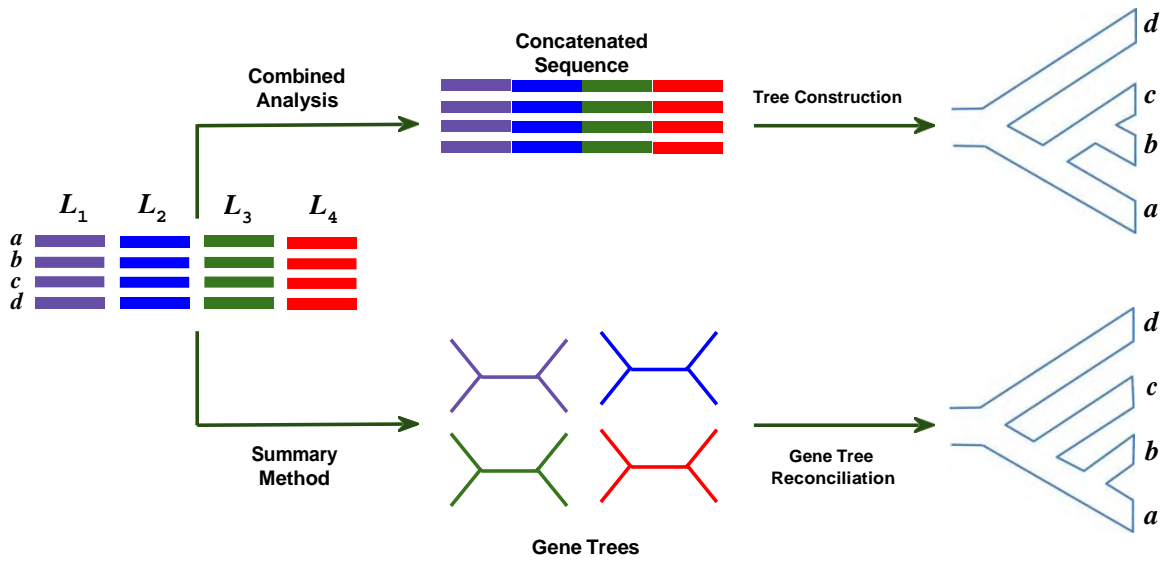 Combined
Analysis
Concatenated
Sequence
Tree Construction
d
c
b
a
L1 L2 L3 L4
a
b
c
d
Summary
Method
Gene Trees
Gene Tree
Reconciliation
d
c
b
a